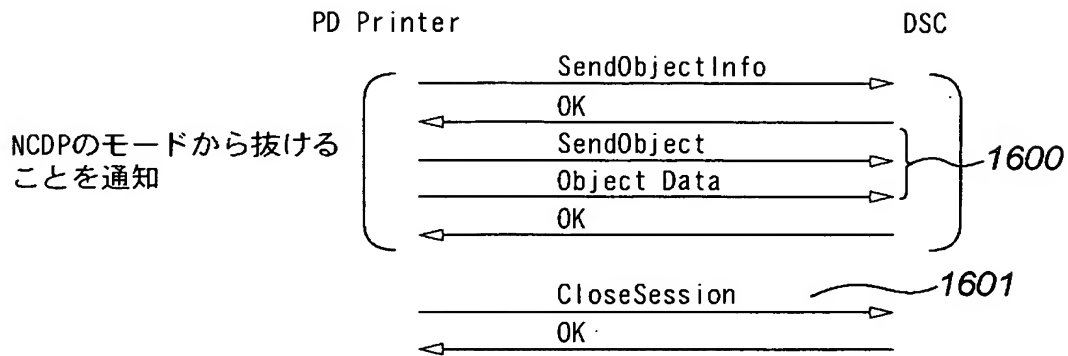 PD Printer DSC
SendObjectInfo
OK
NCDPのモードから抜ける
ことを通知
SendObject
Object Data
1600
OK
CloseSession
1601
OK